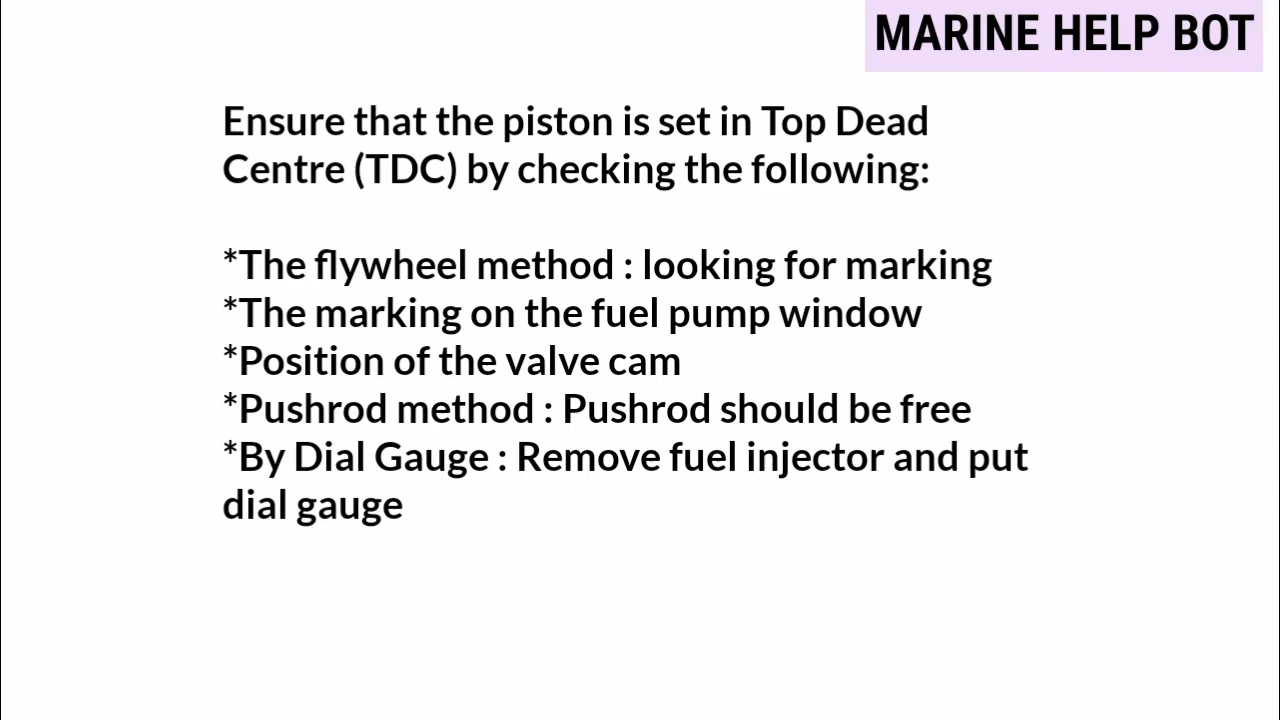 MARINE HELP BOT
Ensure that the piston is set in Top Dead
Centre (TDC) by checking the following:
*The flywheel method : looking for marking
*The marking on the fuel pump window
*Position of the valve cam
*Pushrod method : Pushrod should be free
*By Dial Gauge : Remove fuel injector and put
dial gauge